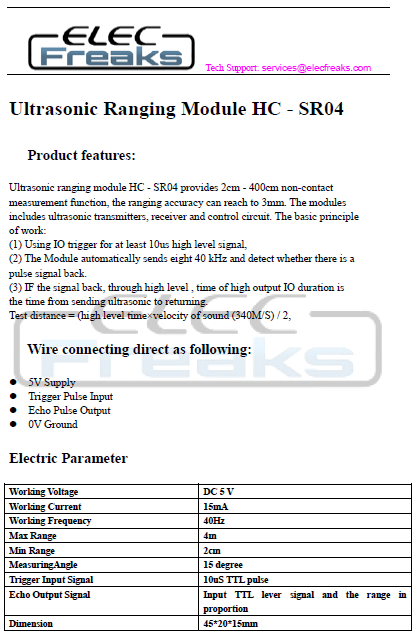 ELEC
Freaks
Tech Support: services@elecfreaks.com
Ultrasonic Ranging Module HC - SR04
Product features:
Ultrasonic ranging module HC - SR04 provides 2cm - 400cm non-contact
measurement function, the ranging accuracy can reach to 3mm. The modules
includes ultrasonic transmitters, receiver and control circuit. The basic principle
of work:
(1) Using IO trigger for at least 10us high level signal,
(2) The Module automatically sends eight 40 kHz and detect whether there is a
pulse signal back.
(3) IF the signal back, through high level , time of high output IO duration is
the time from sending ultrasonic to returning.
Test distance = (high level time×velocity of sound (340M/S) / 2,
ELEC
Freaks
Wire connecting direct as following:
● 5V Supply
● Trigger Pulse Input
● Echo Pulse Output
● 0V Ground
Electric Parameter
Working Voltage DC 5 V
Working Current 15mA
Working Frequency 40Hz
Max Range 4m
Min Range 2cm
MeasuringAngle 15 degree
Trigger Input Signal 10uS TTL pulse
Echo Output Signal Input TTL lever signal and the range in
proportion
Dimension 45*20*15mm